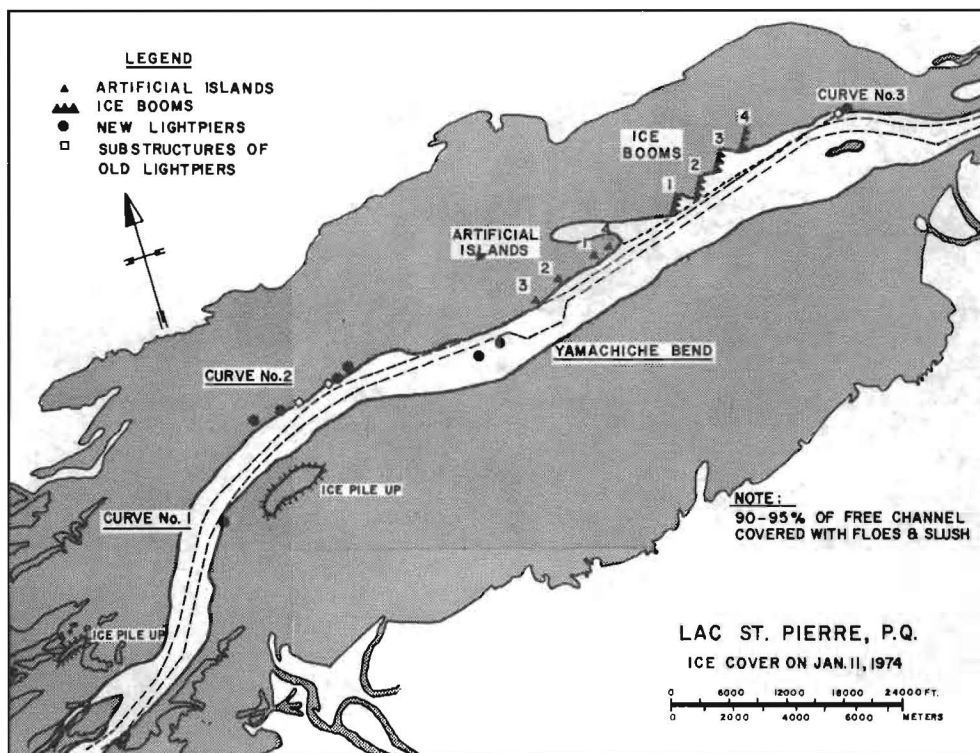 LEGEND
ARTIFICIAL ISLANDS
ICE BOOMS
NEW LIGHTPIERS
SUBSTRUCTURES OF
OLD LIGHTPIERS
CURVE No.3
ICE
BOOMS
4
3
2
1
ARTIFICIAL
ISLANDS
1
2
3
YAMACHICHE BEND
CURVE No.2
ICE PILE UP
CURVE No. 1
ICE PILE UP
NOTE:
90-95% OF FREE CHANNEL
COVERED WITH FLOES & SLUSH
LAC ST. PIERRE, P.Q.
ICE COVER ON JAN. 11, 1974
0 6000 12000 18000 24000 FT.
0 2000 4000 6000 METERS